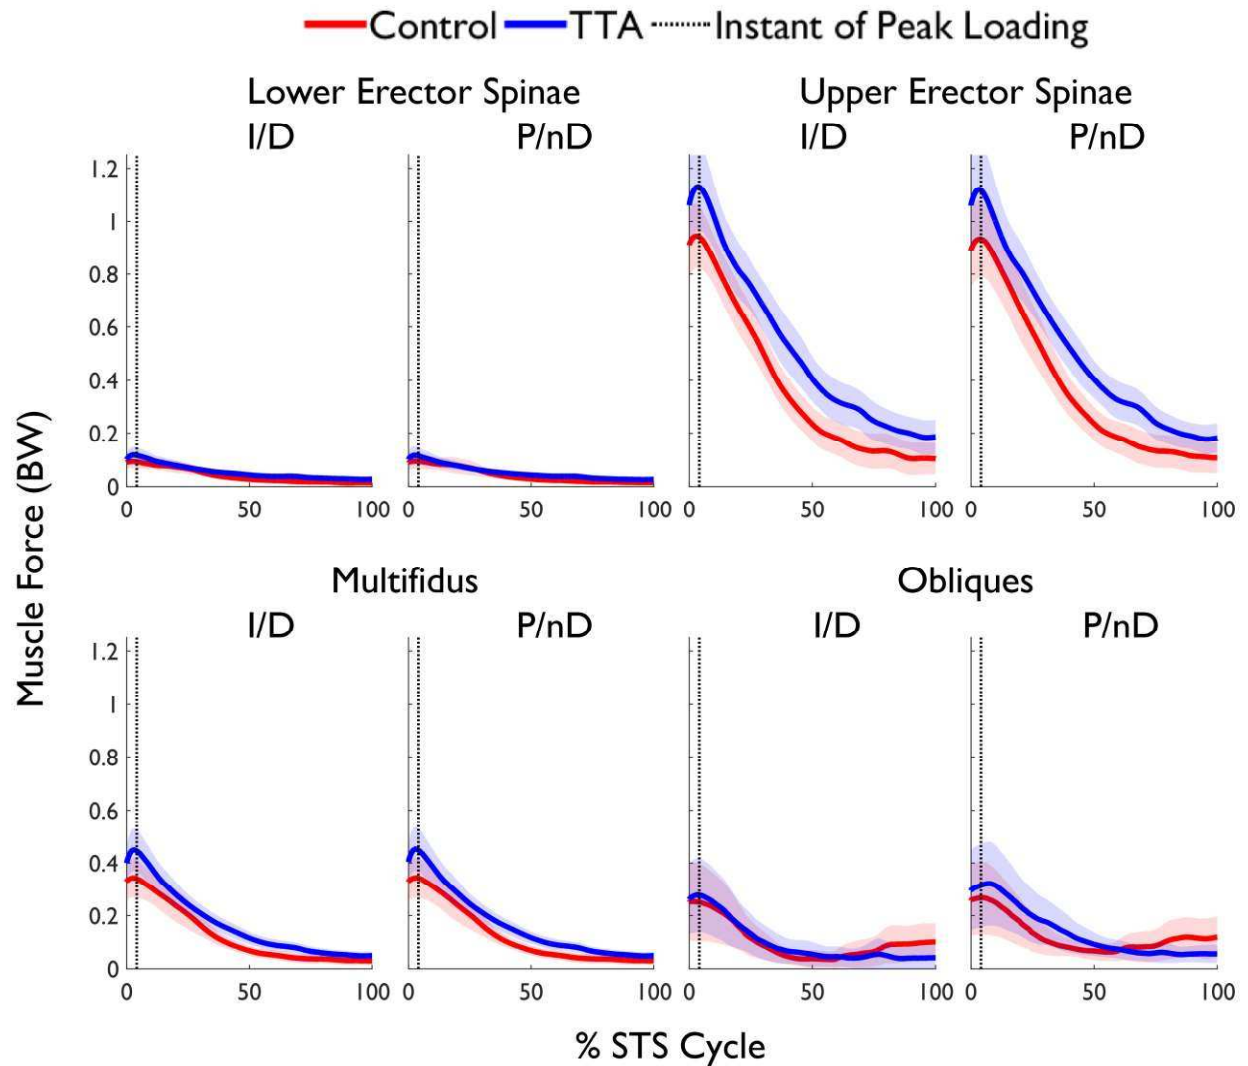 Control TTA Instant of Peak Loading
Lower Erector Spinae Upper Erector Spinae
I/D P/nD I/D P/nD
1.2
1
0.8
0.6
0.4
0.2
0
0 50 100 0 50 100 0 50 100 0 50 100
Muscle Force (BW)
Multifidus Obliques
I/D P/nD I/D P/nD
1.2
1
0.8
0.6
0.4
0.2
0
0 50 100 0 50 100 0 50 100 0 50 100
% STS Cycle